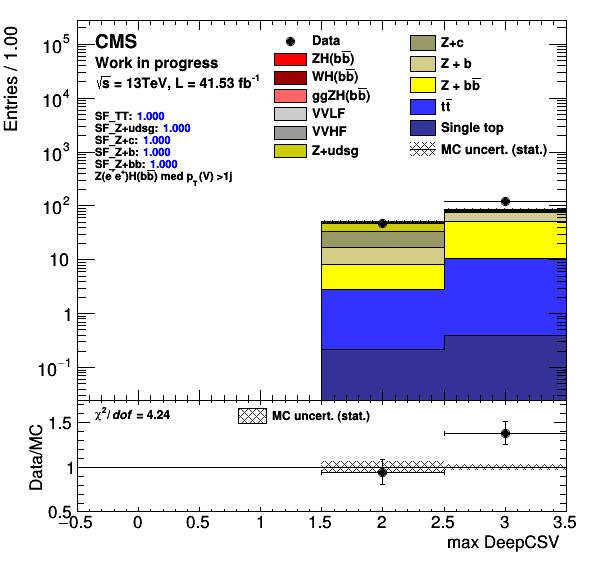 CMS
Work in progress
√s = 13TeV, L = 41.53 fb⁻¹
SF_TT: 1.000
SF_Z+udsg: 1.000
SF_Z+c: 1.000
SF_Z+b: 1.000
SF_Z+bb: 1.000
Z(e⁻e⁺)H(bb̅) med p_T(V) >1j
Data
ZH(bb̅)
WH(bb̅)
ggZH(bb̅)
VVLF
VVHF
Z+udsg
Z+c
Z + b
Z + bb̅
tt̅
Single top
MC uncert. (stat.)
Entries / 1.00
10⁵
10⁴
10³
10²
10
1
10⁻¹
χ²/dof = 4.24
MC uncert. (stat.)
Data/MC
1.5
1
0.5
−0.5 0 0.5 1 1.5 2 2.5 3 3.5
max DeepCSV